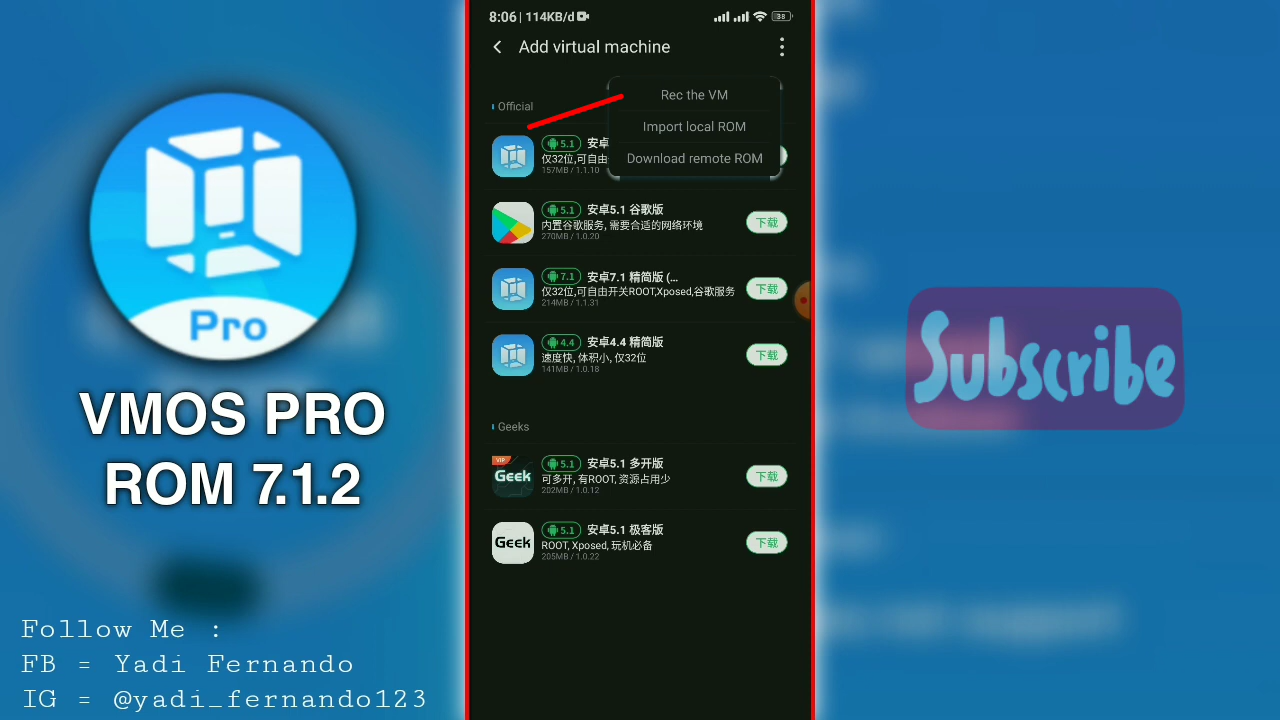 Pro
VMOS PRO
ROM 7.1.2
Follow Me :
FB = Yadi Fernando
IG = @yadi_fernando123
8:06 | 114KB/d
38
Add virtual machine
Rec the VM
Import local ROM
Download remote ROM
Official
5.1 安卓
仅32位,可自由
157MB / 1.1.10
5.1 安卓5.1 谷歌版
内置谷歌服务, 需要合适的网络环境
270MB / 1.0.20
下载
7.1 安卓7.1 精简版 (...
仅32位,可自由开关ROOT,Xposed,谷歌服务
214MB / 1.1.31
下载
4.4 安卓4.4 精简版
速度快, 体积小, 仅32位
141MB / 1.0.18
下载
Geeks
VIP
Geek
5.1 安卓5.1 多开版
可多开, 有ROOT, 资源占用少
202MB / 1.0.12
下载
Geek
5.1 安卓5.1 极客版
ROOT, Xposed, 玩机必备
205MB / 1.0.22
下载
Subscribe